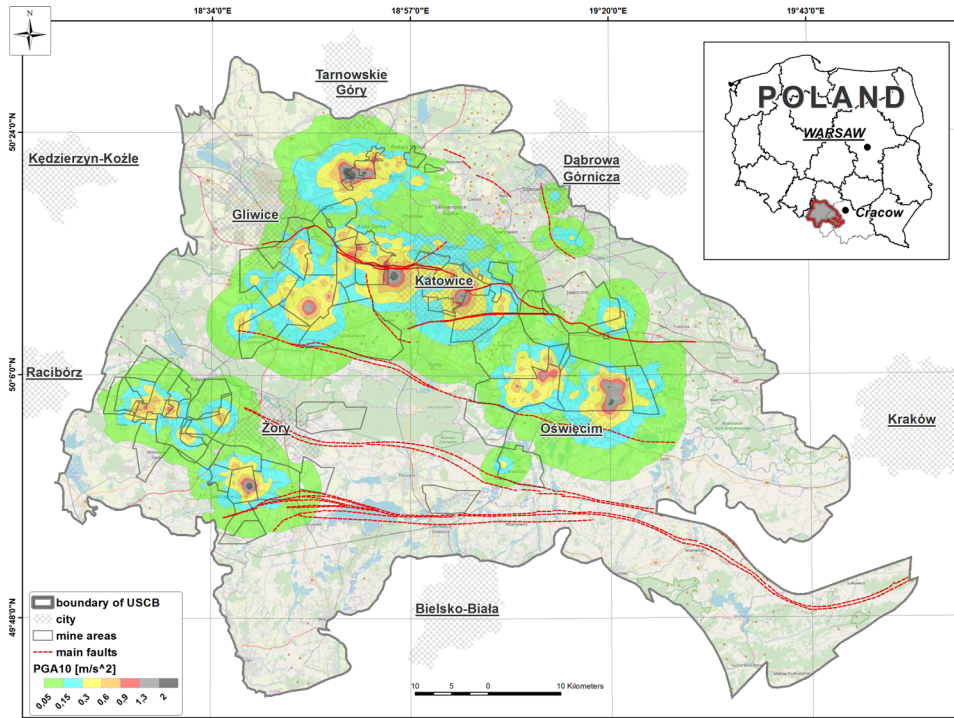 18°34'0"E
18°57'0"E
19°20'0"E
19°43'0"E
N
Tarnowskie
Góry
50°24'0"N
Kędzierzyn-Koźle
Dąbrowa
Górnicza
POLAND
WARSAW
Cracow
Gliwice
Katowice
50°6'0"N
Racibórz
Żory
Oświęcim
Kraków
49°48'0"N
Bielsko-Biała
boundary of USCB
city
mine areas
main faults
PGA10 [m/s^2]
0,05 0,15 0,3 0,6 0,9 1,3 2
10 5 0 10 Kilometers